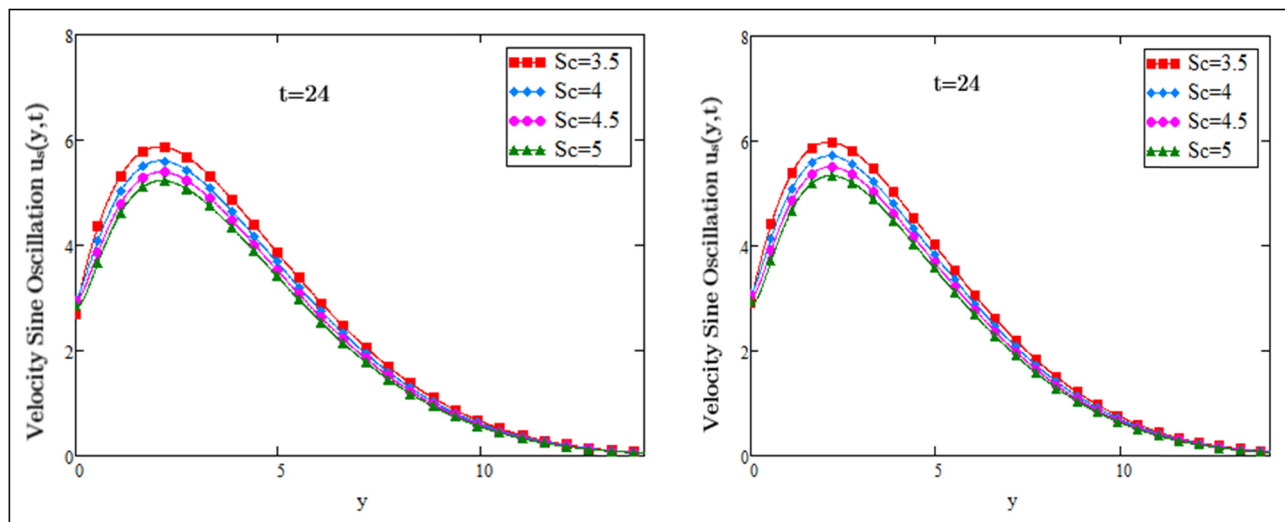 8
6
4
2
0
0
5
10
y
Velocity Sine Oscillation uₛ(y,t)
t=24
Sc=3.5
Sc=4
Sc=4.5
Sc=5
8
6
4
2
0
0
5
10
y
Velocity Sine Oscillation uₛ(y,t)
t=24
Sc=3.5
Sc=4
Sc=4.5
Sc=5